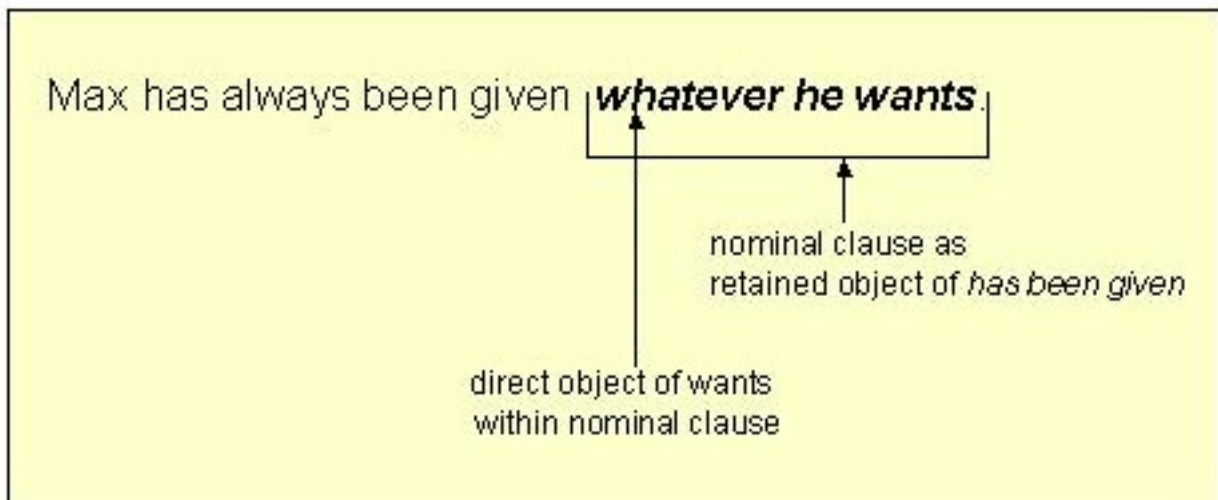 Max has always been given whatever he wants.
nominal clause as
retained object of has been given
direct object of wants
within nominal clause